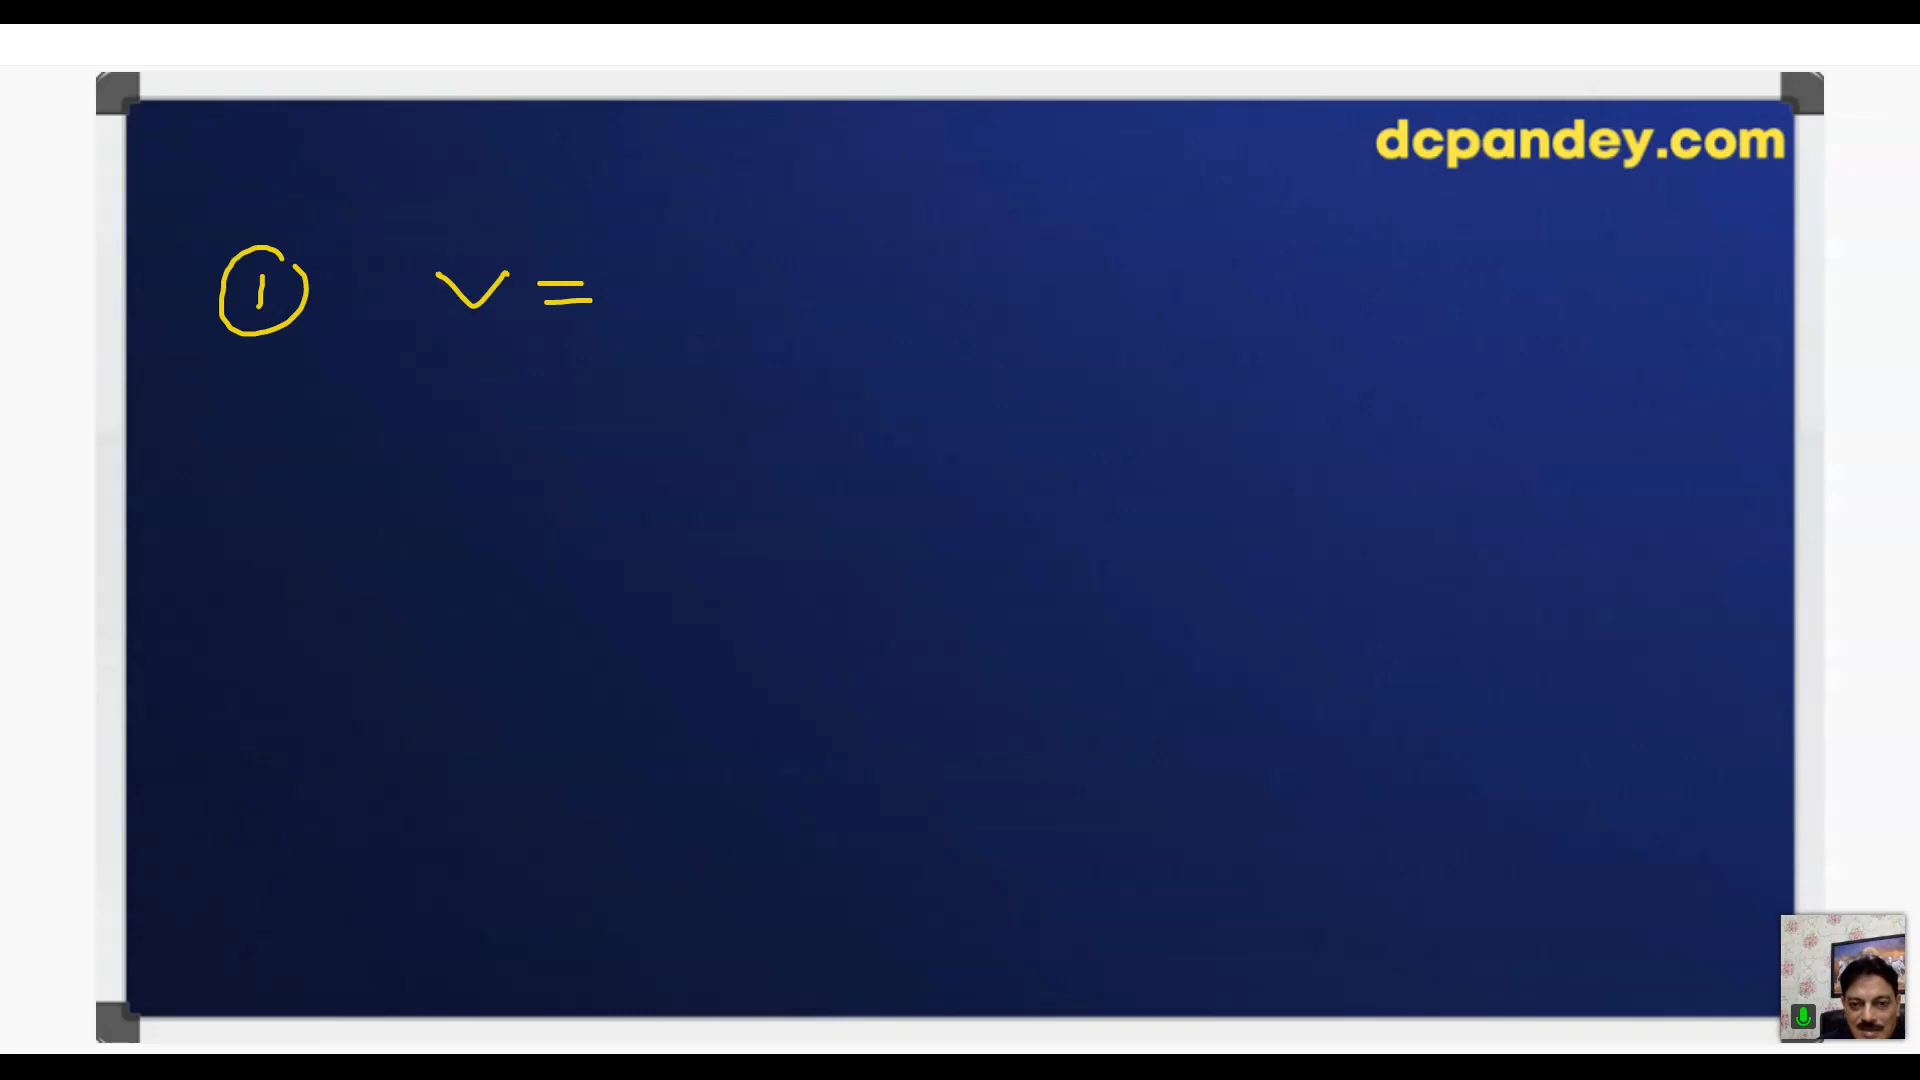 dcpandey.com
① v =